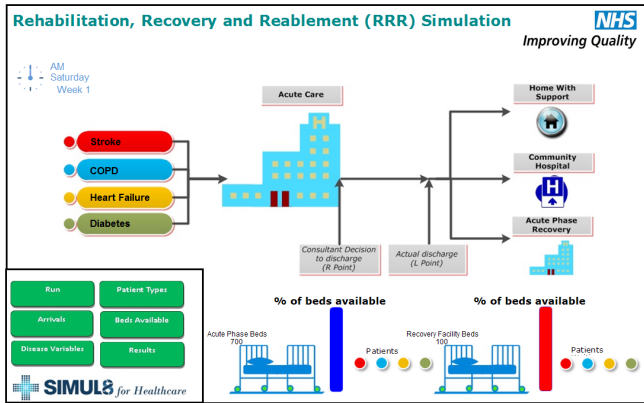 Rehabilitation, Recovery and Reablement (RRR) Simulation
NHS
Improving Quality
AM
Saturday
Week 1
Acute Care
Home With
Support
Stroke
COPD
Heart Failure
Diabetes
H
Community
Hospital
H
Acute Phase
Recovery
Consultant Decision
to discharge
(R Point)
Actual discharge
(L Point)
Run
Patient Types
Arrivals
Beds Available
Disease Variables
Results
SIMUL8 for Healthcare
% of beds available
Acute Phase Beds
700
Patients
% of beds available
Recovery Facility Beds
100
Patients